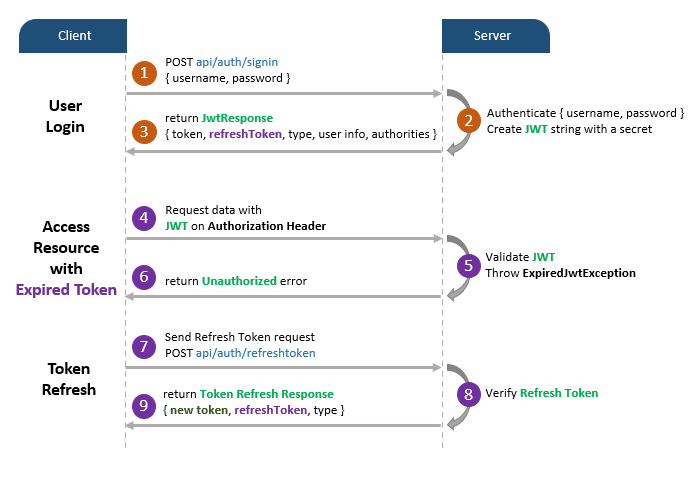 Client
Server
1
POST api/auth/signin
{ username, password }
User
Login
2
Authenticate { username, password }
Create JWT string with a secret
3
return JwtResponse
{ token, refreshToken, type, user info, authorities }
Access
Resource
with
Expired Token
4
Request data with
JWT on Authorization Header
5
Validate JWT
Throw ExpiredJwtException
6
return Unauthorized error
7
Send Refresh Token request
POST api/auth/refreshtoken
Token
Refresh
8
Verify Refresh Token
9
return Token Refresh Response
{ new token, refreshToken, type }